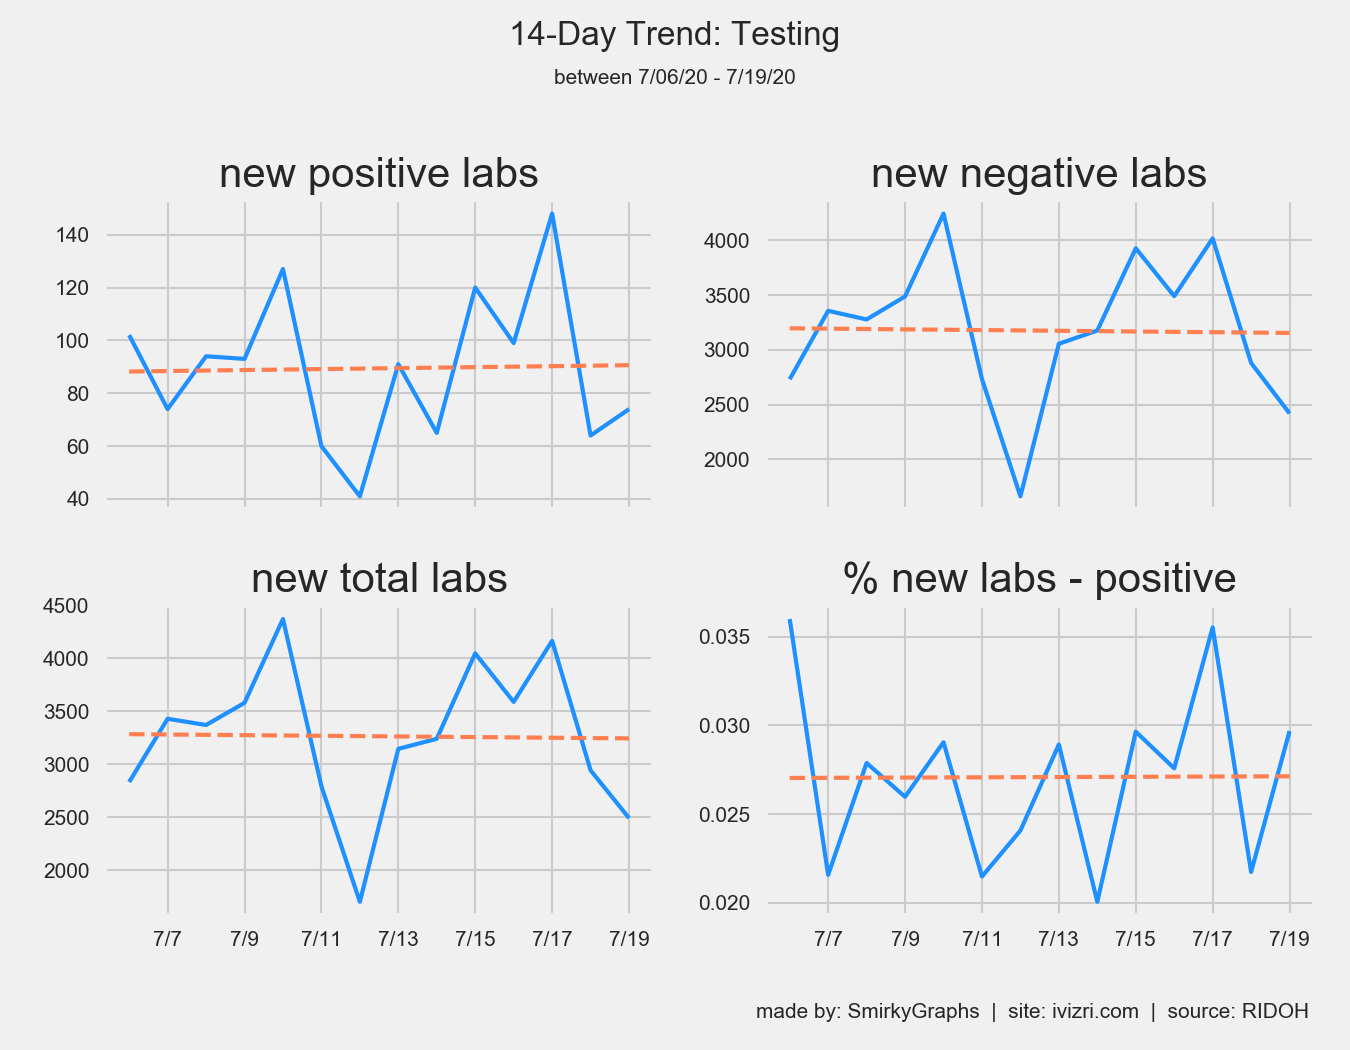 14-Day Trend: Testing
between 7/06/20 - 7/19/20
new positive labs
140
120
100
80
60
40
new negative labs
4000
3500
3000
2500
2000
new total labs
4500
4000
3500
3000
2500
2000
7/7 7/9 7/11 7/13 7/15 7/17 7/19
% new labs - positive
0.035
0.030
0.025
0.020
7/7 7/9 7/11 7/13 7/15 7/17 7/19
made by: SmirkyGraphs | site: ivizri.com | source: RIDOH